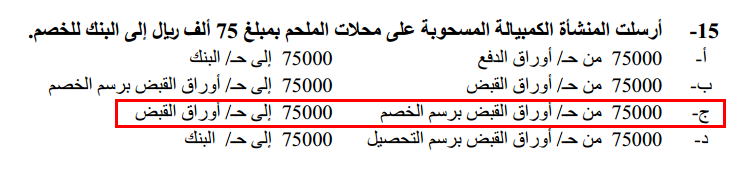 15- أرسلت المنشأة الكمبيالة المسحوبة على محلات الملحم بمبلغ 75 ألف ريال إلى البنك للخصم.
أ- 75000 من حـ/ أوراق الدفع 75000 إلى حـ/ البنك
ب- 75000 من حـ/ أوراق القبض 75000 إلى حـ/ أوراق القبض برسم الخصم
ج- 75000 من حـ/ أوراق القبض برسم الخصم 75000 إلى حـ/ أوراق القبض
د- 75000 من حـ/ أوراق القبض برسم التحصيل 75000 إلى حـ/ البنك